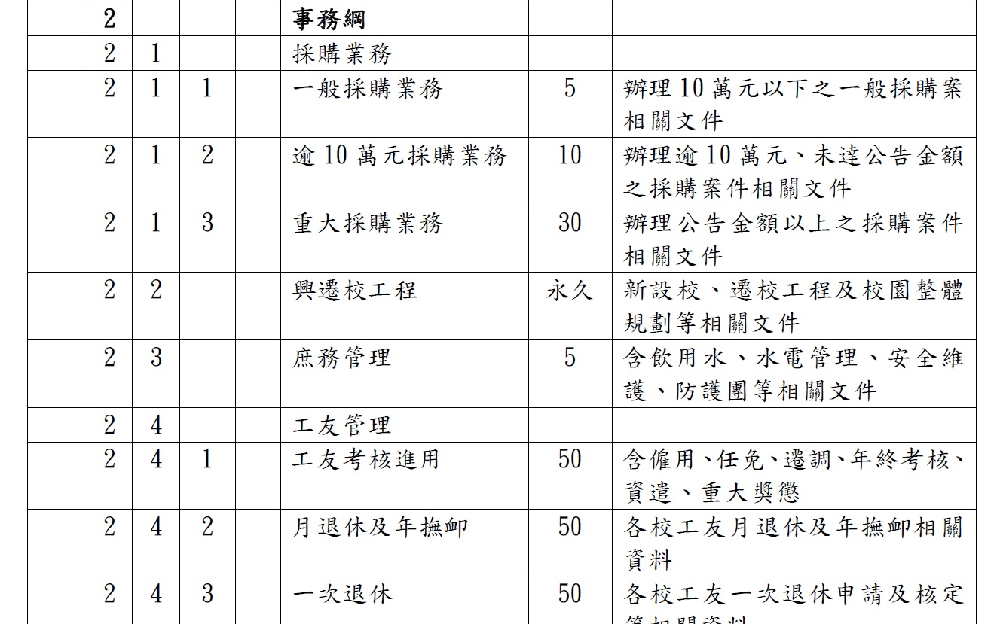 2 事務綱
2 1 採購業務
2 1 1 一般採購業務 5 辦理10萬元以下之一般採購案
相關文件
2 1 2 逾10萬元採購業務 10 辦理逾10萬元、未達公告金額
之採購案件相關文件
2 1 3 重大採購業務 30 辦理公告金額以上之採購案件
相關文件
2 2 興遷校工程 永久 新設校、遷校工程及校園整體
規劃等相關文件
2 3 庶務管理 5 含飲用水、水電管理、安全維
護、防護團等相關文件
2 4 工友管理
2 4 1 工友考核進用 50 含僱用、任免、遷調、年終考核、
資遣、重大獎懲
2 4 2 月退休及年撫卹 50 各校工友月退休及年撫卹相關
資料
2 4 3 一次退休 50 各校工友一次退休申請及核定
等相關資料